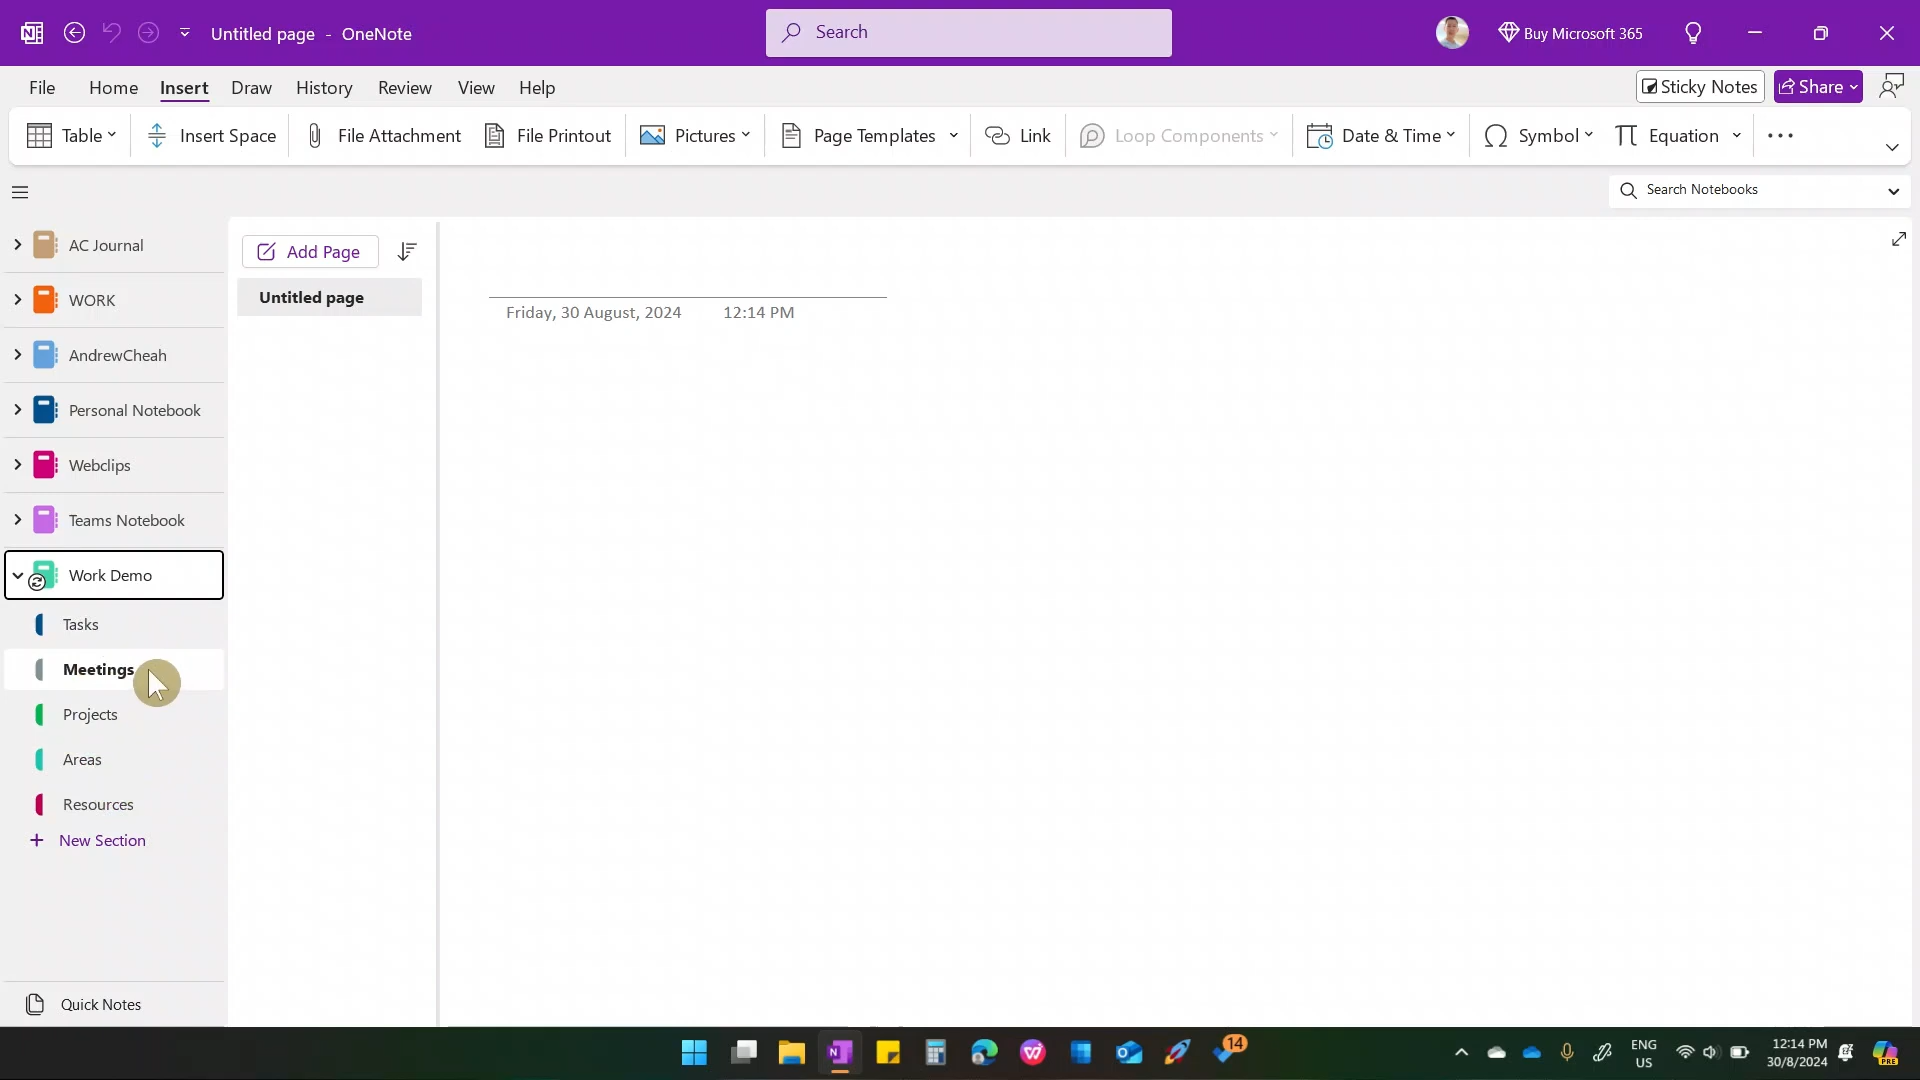 Untitled page - OneNote
Search
Buy Microsoft 365
File Home Insert Draw History Review View Help
Sticky Notes Share
Table Insert Space File Attachment File Printout Pictures Page Templates Link Loop Components Date & Time Symbol Equation
Search Notebooks
AC Journal
WORK
AndrewCheah
Personal Notebook
Webclips
Teams Notebook
Work Demo
Tasks
Meetings
Projects
Areas
Resources
+ New Section
Quick Notes
Add Page
Untitled page
Friday, 30 August, 2024 12:14 PM
14
ENG
US
12:14 PM
30/8/2024
PRE